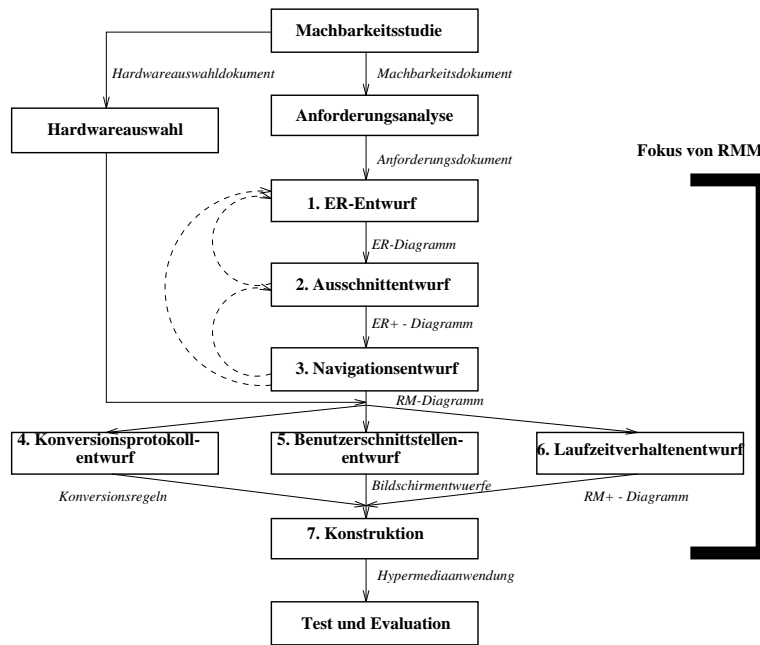 Machbarkeitsstudie
Hardwareauswahldokument
Machbarkeitsdokument
Hardwareauswahl
Anforderungsanalyse
Anforderungsdokument
Fokus von RMM
1. ER-Entwurf
ER-Diagramm
2. Ausschnittentwurf
ER+ - Diagramm
3. Navigationsentwurf
RM-Diagramm
4. Konversionsprotokoll-
entwurf
5. Benutzerschnittstellen-
entwurf
6. Laufzeitverhaltenentwurf
Konversionsregeln
Bildschirmentwuerfe
RM+ - Diagramm
7. Konstruktion
Hypermediaanwendung
Test und Evaluation